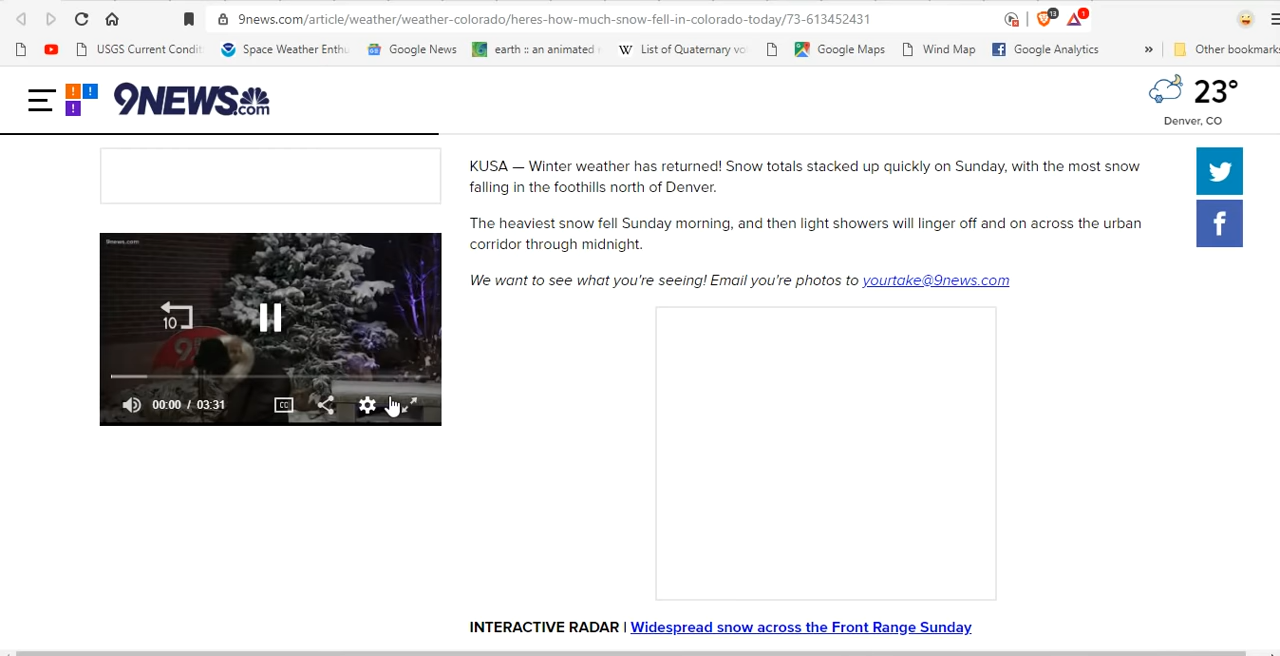 9news.com/article/weather/weather-colorado/heres-how-much-snow-fell-in-colorado-today/73-613452431
13
1
USGS Current Condit
Space Weather Enthu
Google News
earth :: an animated
W
List of Quaternary vo
Google Maps
Wind Map
Google Analytics
»
Other bookmarks
9NEWS.com
23°
Denver, CO
KUSA — Winter weather has returned! Snow totals stacked up quickly on Sunday, with the most snow
falling in the foothills north of Denver.
The heaviest snow fell Sunday morning, and then light showers will linger off and on across the urban
corridor through midnight.
We want to see what you're seeing! Email you're photos to yourtake@9news.com
9news.com
10
9
00:00 / 03:31
CC
INTERACTIVE RADAR | Widespread snow across the Front Range Sunday